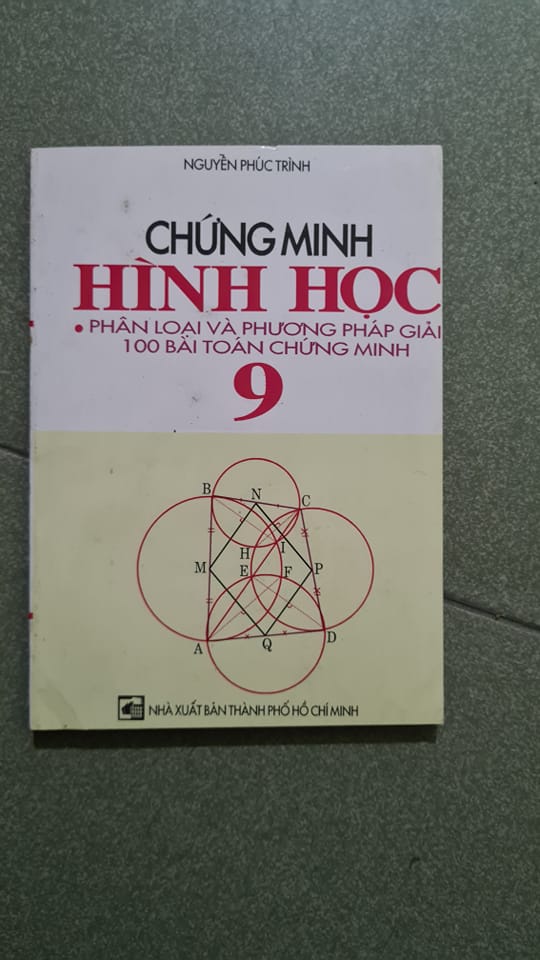 NGUYỄN PHÚC TRÌNH
CHỨNG MINH
HÌNH HỌC
• PHÂN LOẠI VÀ PHƯƠNG PHÁP GIẢI
100 BÀI TOÁN CHỨNG MINH
9
B N C
H I
M E F P
A Q D
NHÀ XUẤT BẢN THÀNH PHỐ HỒ CHÍ MINH